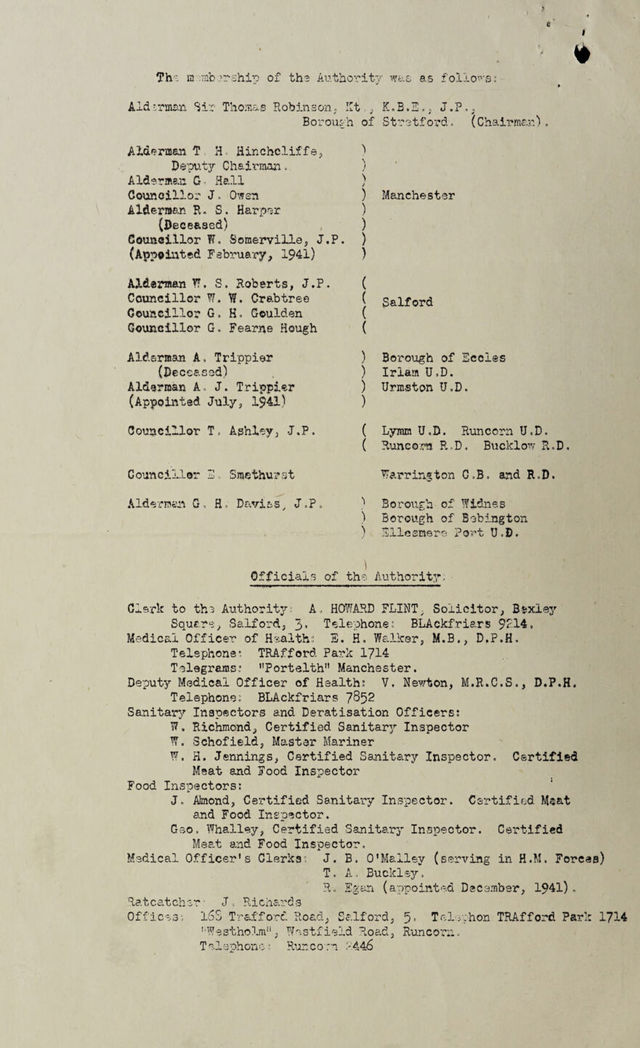 The membership of the Authority was as follows:-
Alderman Sir Thomas Robinson, Kt., K.B.E., J.P.,
Borough of Stretford. (Chairman).
Alderman T. H. Hinchcliffe, )
Deputy Chairman. )
Alderman G. Hall )
Councillor J. Owen ) Manchester
Alderman R. S. Harper )
(Deceased) )
Councillor W. Somerville, J.P. )
(Appointed February, 1941) )
Alderman W. S. Roberts, J.P. (
Councillor W. W. Crabtree ( Salford
Councillor G. H. Goulden (
Councillor G. Fearne Hough (
Alderman A. Trippier ) Borough of Eccles
(Deceased) ) Irlam U.D.
Alderman A. J. Trippier ) Urmston U.D.
(Appointed July, 1941) )
Councillor T. Ashley, J.P. ( Lymm U.D. Runcorn U.D.
( Runcorn R.D. Bucklow R.D.
Councillor E. Smethurst Warrington C.B. and R.D.
Alderman G. H. Davies, J.P. ) Borough of Widnes
) Borough of Bebington
) Ellesmere Port U.D.
Officials of the Authority:-
Clerk to the Authority: A. HOWARD FLINT, Solicitor, Bexley
Square, Salford, 3. Telephone: BLAckfriars
Medical Officer of Health: E. H. Walker, M.B., D.P.H.
Telephone: TRAfford Park 1714
Telegrams: "Portelth" Manchester.
Deputy Medical Officer of Health: V. Newton, M.R.C.S., D.P.H.
Telephone: BLAckfriars 7852
Sanitary Inspectors and Deratisation Officers:
W. Richmond, Certified Sanitary Inspector
W. Schofield, Master Mariner
W. H. Jennings, Certified Sanitary Inspector. Certified
Meat and Food Inspector
Food Inspectors:
J. Almond, Certified Sanitary Inspector. Certified Meat
and Food Inspector.
Geo. Whalley, Certified Sanitary Inspector. Certified
Meat and Food Inspector.
Medical Officer's Clerks: J. B. O'Malley (serving in H.M. Forces)
T. A. Buckley.
R. Egan (appointed December, 1941).
Ratcatcher: J. Richards
Offices: Trafford Road, Salford, 5. Telephon TRAfford Park 1714
"Westholm", Westfield Road, Runcorn.
Telephone: Runcorn